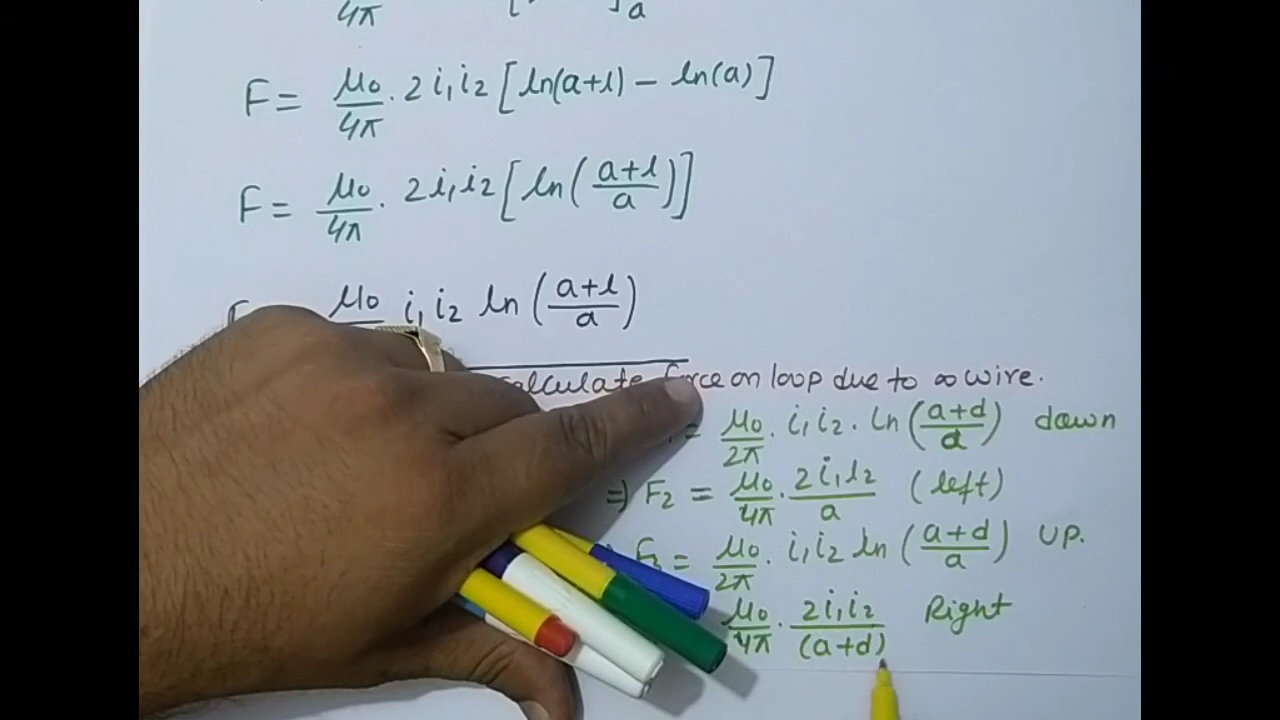 4π [ ]a
F = μ₀/4π · 2 i₁i₂ [ln(a+l) − ln(a)]
F = μ₀/4π · 2i₁i₂ [ln((a+l)/a)]
μ₀ i₁i₂ ln((a+l)/a)
calculate force on loop due to ∞ wire.
= μ₀/2π · i₁i₂ · ln((a+d)/d) down
⇒ F₂ = μ₀/4π · 2i₁i₂/a (left)
F₃ = μ₀/2π · i₁i₂ ln((a+d)/a) UP.
μ₀/4π · 2i₁i₂/(a+d) Right